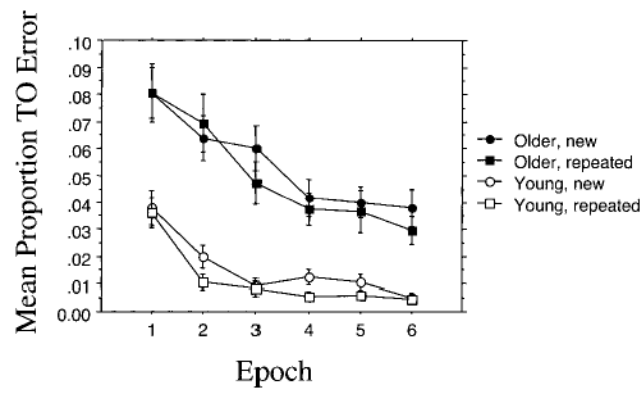 Mean Proportion TO Error
.10
.09
.08
.07
.06
.05
.04
.03
.02
.01
0.00
1 2 3 4 5 6
Epoch
Older, new
Older, repeated
Young, new
Young, repeated